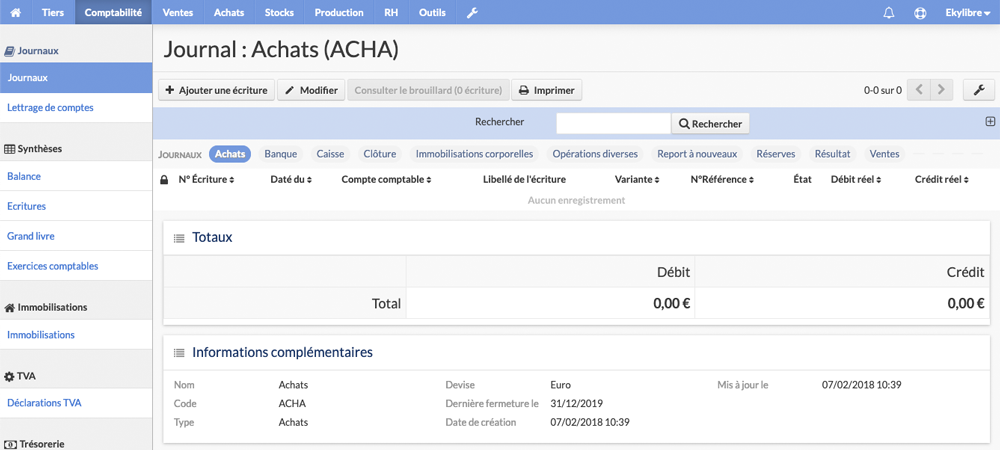 Tiers Comptabilité Ventes Achats Stocks Production RH Outils Ekylibre
Journaux
Journaux
Lettrage de comptes
Synthèses
Balance
Ecritures
Grand livre
Exercices comptables
Immobilisations
Immobilisations
TVA
Déclarations TVA
Trésorerie
Journal : Achats (ACHA)
Ajouter une écriture Modifier Consulter le brouillard (0 écriture) Imprimer 0-0 sur 0
Rechercher Rechercher
JOURNAUX Achats Banque Caisse Clôture Immobilisations corporelles Opérations diverses Report à nouveaux Réserves Résultat Ventes
N° Écriture Daté du Compte comptable Libellé de l'écriture Variante N°Référence État Débit réel Crédit réel
Aucun enregistrement
Totaux
Débit Crédit
Total 0,00 € 0,00 €
Informations complémentaires
Nom Achats Devise Euro Mis à jour le 07/02/2018 10:39
Code ACHA Dernière fermeture le 31/12/2019
Type Achats Date de création 07/02/2018 10:39